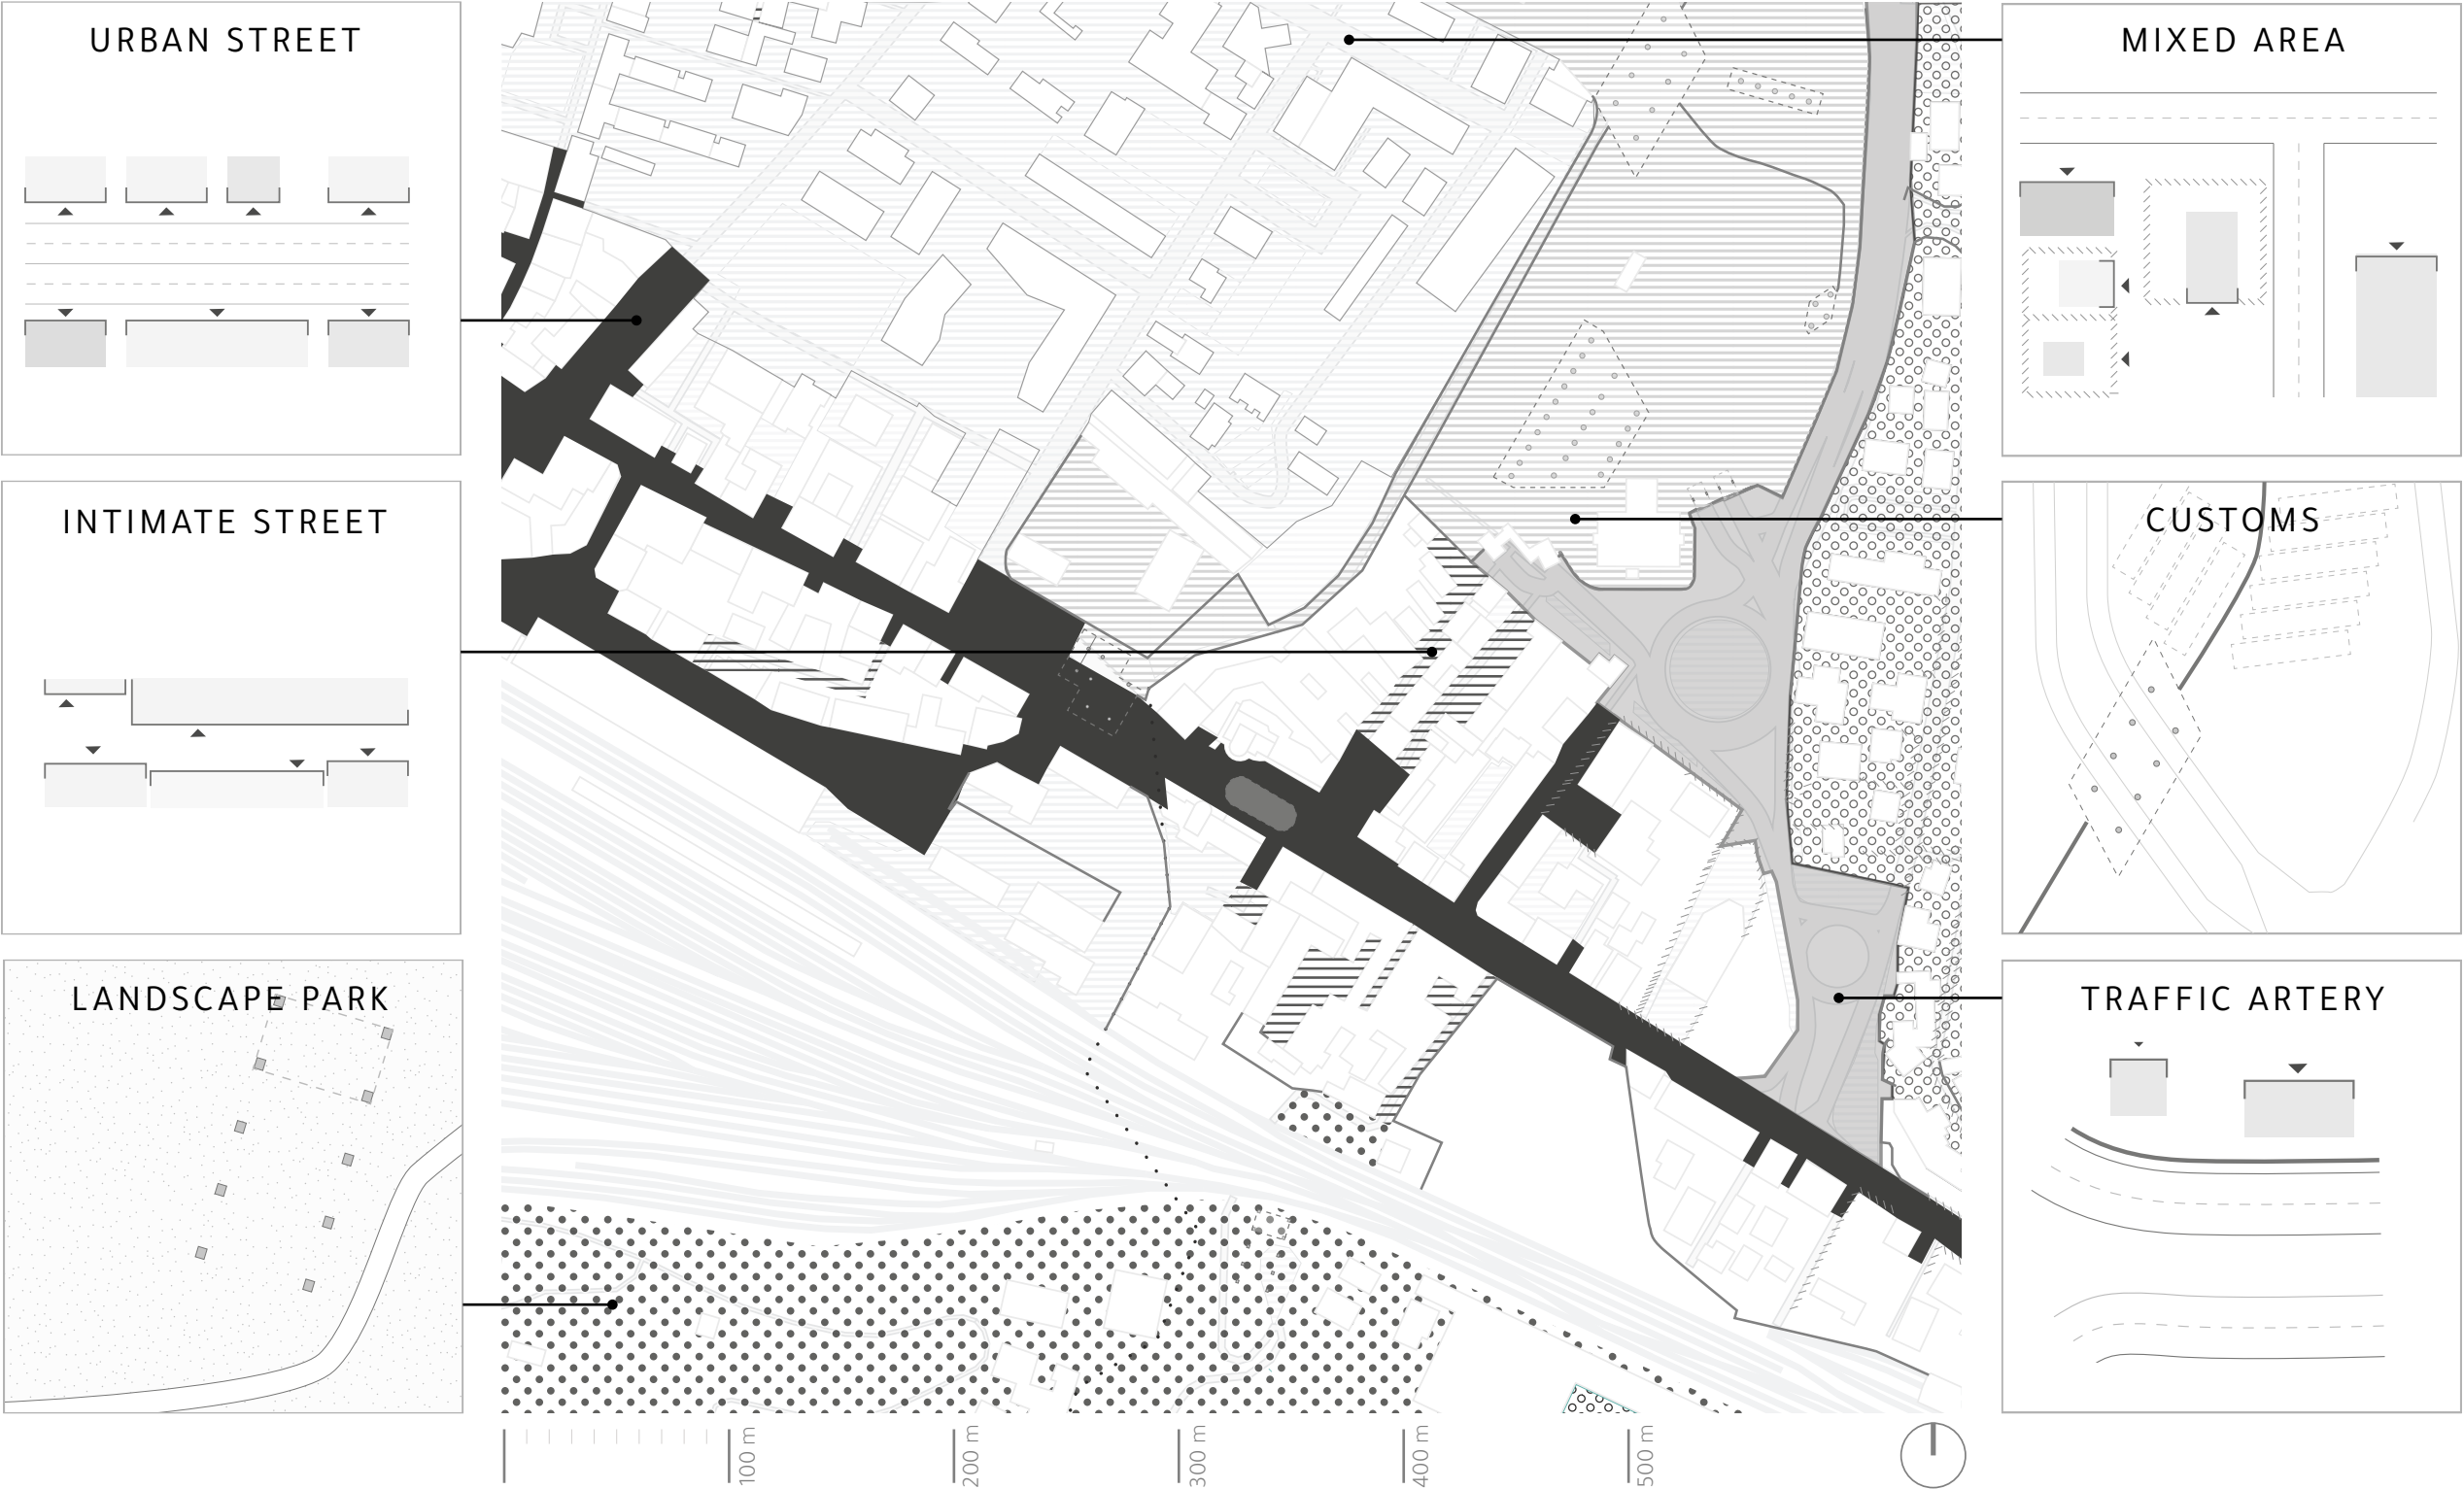 URBAN STREET
MIXED AREA
INTIMATE STREET
CUSTOMS
LANDSCAPE PARK
TRAFFIC ARTERY
100 m
200 m
300 m
400 m
500 m